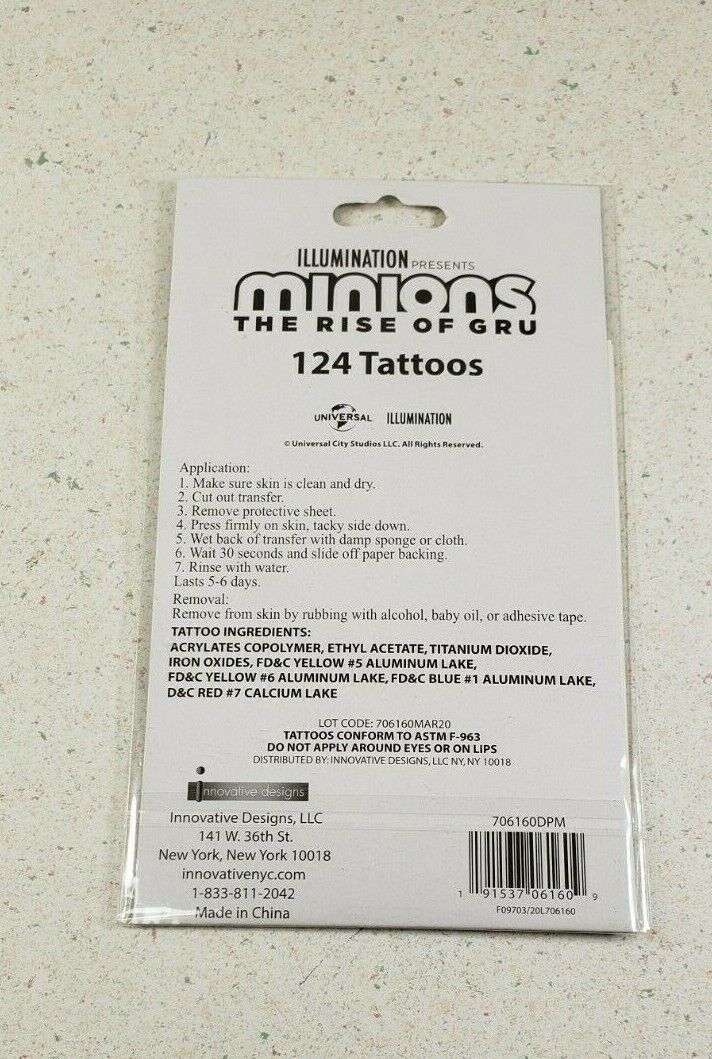 ILLUMINATION PRESENTS
minions
THE RISE OF GRU
124 Tattoos
UNIVERSAL ILLUMINATION
© Universal City Studios LLC. All Rights Reserved.
Application:
1. Make sure skin is clean and dry.
2. Cut out transfer.
3. Remove protective sheet.
4. Press firmly on skin, tacky side down.
5. Wet back of transfer with damp sponge or cloth.
6. Wait 30 seconds and slide off paper backing.
7. Rinse with water.
Lasts 5-6 days.
Removal:
Remove from skin by rubbing with alcohol, baby oil, or adhesive tape.
TATTOO INGREDIENTS:
ACRYLATES COPOLYMER, ETHYL ACETATE, TITANIUM DIOXIDE,
IRON OXIDES, FD&C YELLOW #5 ALUMINUM LAKE,
FD&C YELLOW #6 ALUMINUM LAKE, FD&C BLUE #1 ALUMINUM LAKE,
D&C RED #7 CALCIUM LAKE
LOT CODE: 706160MAR20
TATTOOS CONFORM TO ASTM F-963
DO NOT APPLY AROUND EYES OR ON LIPS
DISTRIBUTED BY: INNOVATIVE DESIGNS, LLC NY, NY 10018
innovative designs
Innovative Designs, LLC
141 W. 36th St.
New York, New York 10018
innovativenyc.com
1-833-811-2042
Made in China
706160DPM
1 91537 06160 9
F09703/20L706160